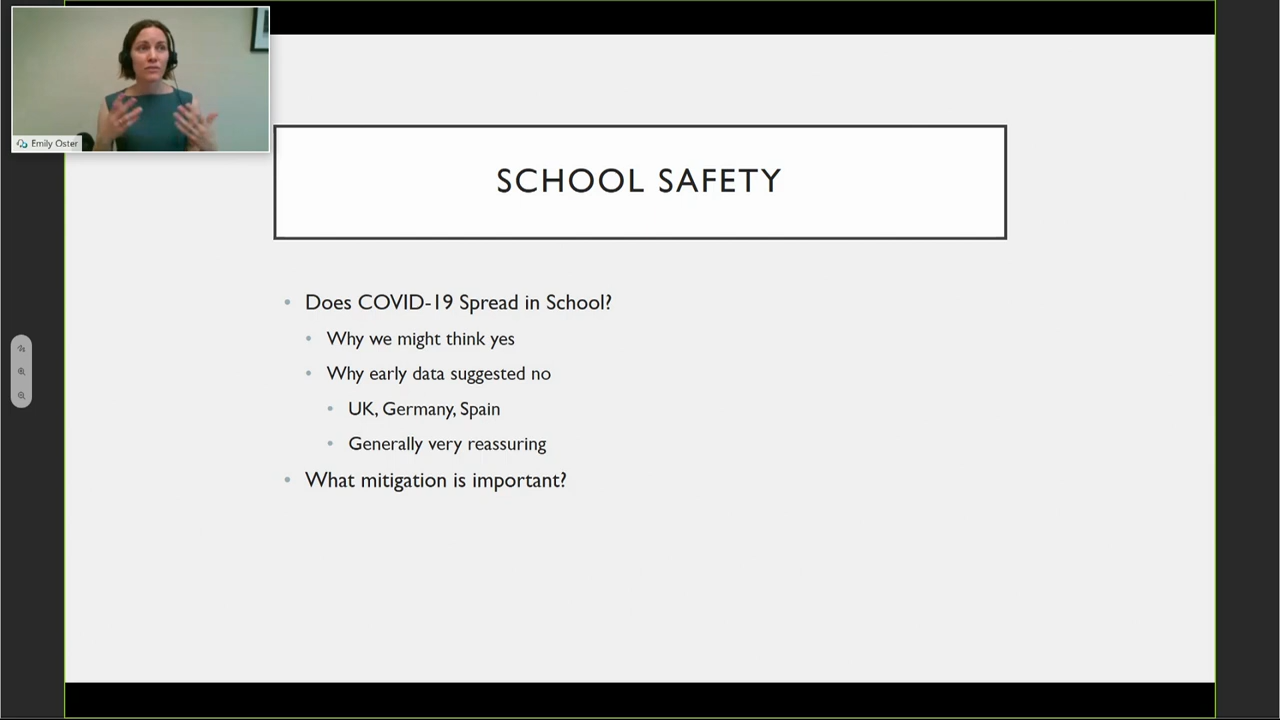 Emily Oster
SCHOOL SAFETY
Does COVID-19 Spread in School?
Why we might think yes
Why early data suggested no
UK, Germany, Spain
Generally very reassuring
What mitigation is important?